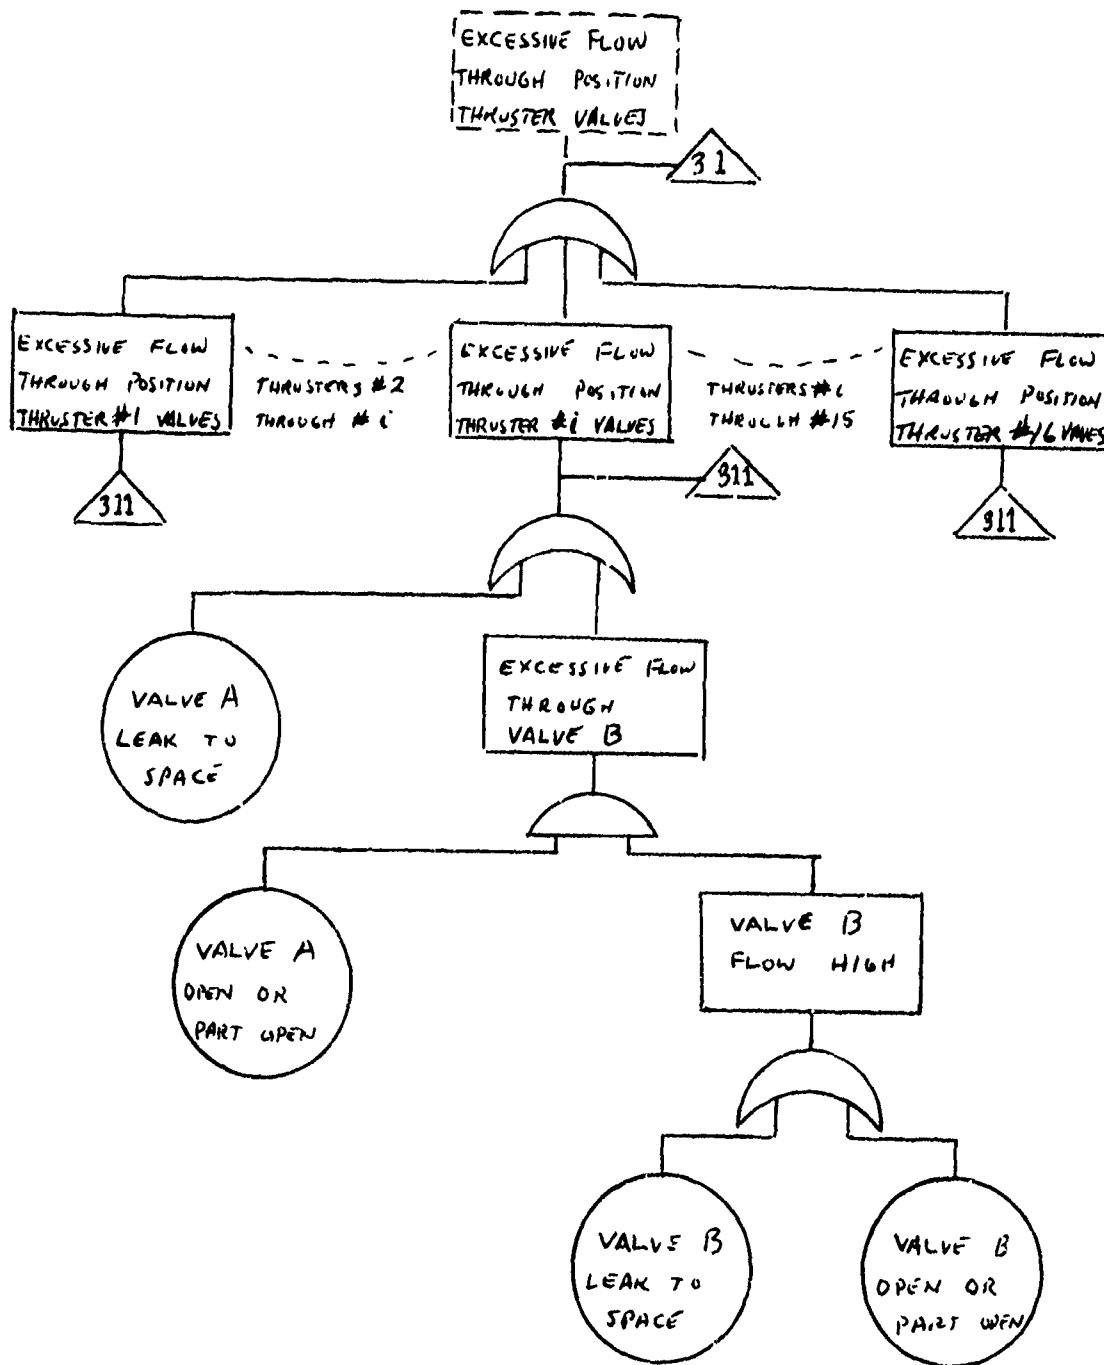 EXCESSIVE FLOW
THROUGH POSITION
THRUSTER VALVES
31
EXCESSIVE FLOW
THROUGH POSITION
THRUSTER #1 VALVES
THRUSTERS #2
THROUGH # i
EXCESSIVE FLOW
THROUGH POSITION
THRUSTER #i VALVES
THRUSTERS # i
THROUGH #15
EXCESSIVE FLOW
THROUGH POSITION
THRUSTER #16 VALVES
311
311
311
VALVE A
LEAK TO
SPACE
EXCESSIVE FLOW
THROUGH
VALVE B
VALVE A
OPEN OR
PART OPEN
VALVE B
FLOW HIGH
VALVE B
LEAK TO
SPACE
VALVE B
OPEN OR
PART OPEN